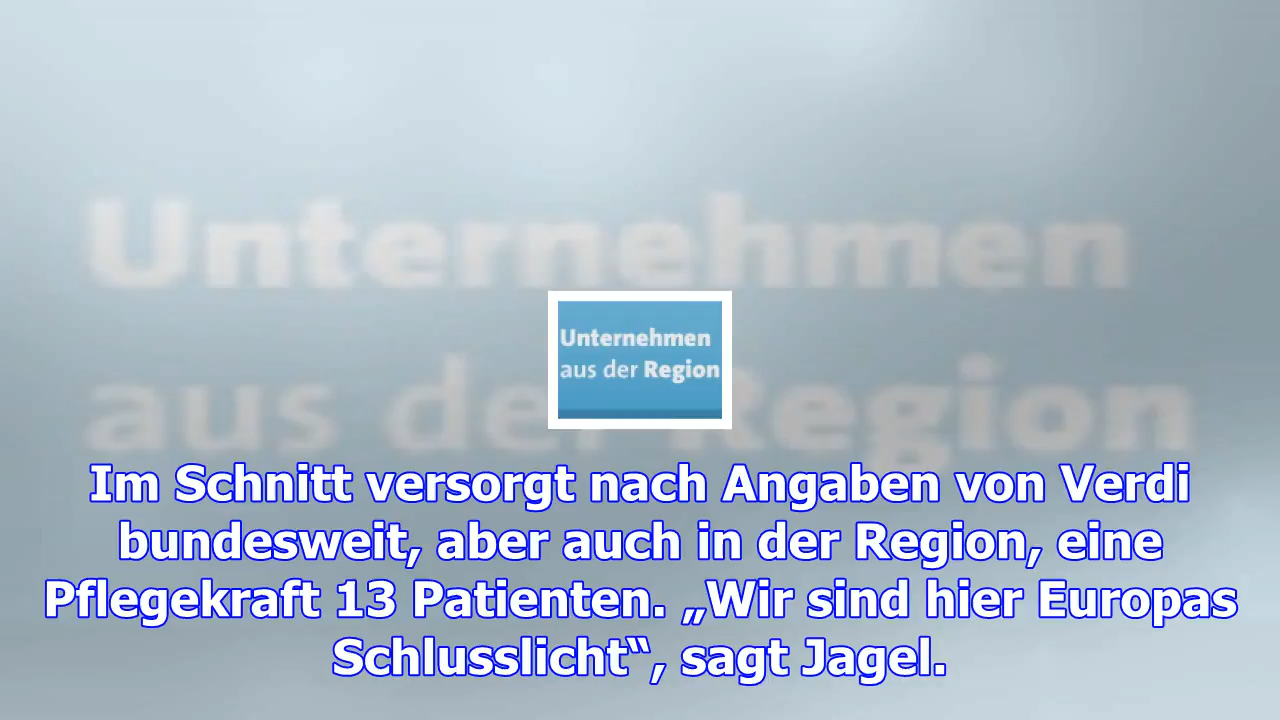 Unternehmen
aus der Region
Unternehmen
aus der Region
Im Schnitt versorgt nach Angaben von Verdi
bundesweit, aber auch in der Region, eine
Pflegekraft 13 Patienten. „Wir sind hier Europas
Schlusslicht“, sagt Jagel.